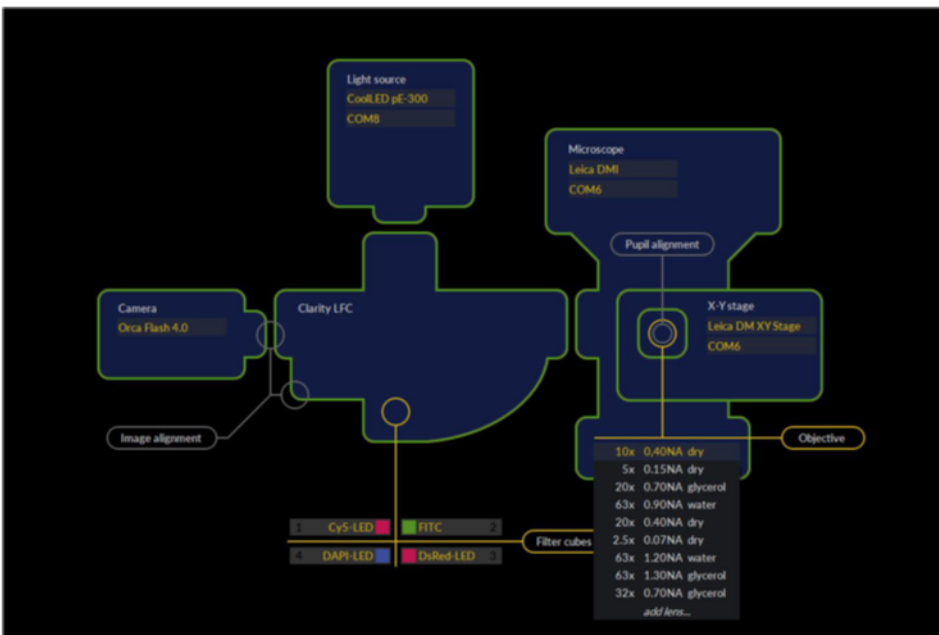 Light source
CoolLED pE-300
COM8
Microscope
Leica DMI
COM6
Pupil alignment
Camera
Orca Flash 4.0
Clarity LFC
X-Y stage
Leica DM XY Stage
COM6
Image alignment
Objective
10x 0,40NA dry
5x 0.15NA dry
20x 0.70NA glycerol
63x 0.90NA water
20x 0.40NA dry
2.5x 0.07NA dry
63x 1.20NA water
63x 1.30NA glycerol
32x 0.70NA glycerol
add lens...
1 Cy5-LED FITC 2
Filter cubes
4 DAPI-LED DsRed-LED 3